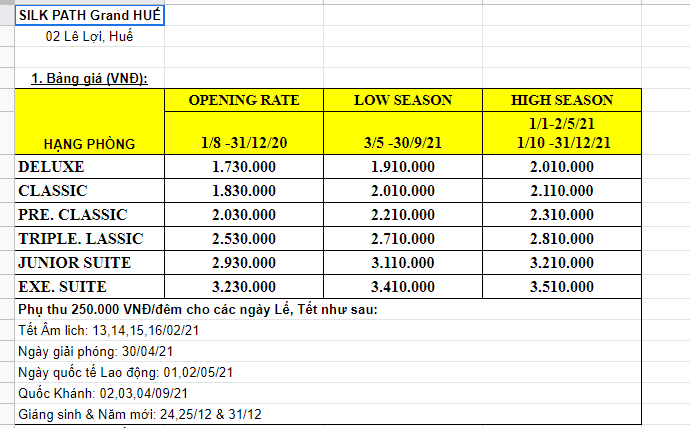 SILK PATH Grand HUẾ
02 Lê Lợi, Huế
1. Bảng giá (VNĐ):
HẠNG PHÒNG OPENING RATE LOW SEASON HIGH SEASON
1/8 -31/12/20 3/5 -30/9/21 1/1-2/5/21
1/10 -31/12/21
DELUXE 1.730.000 1.910.000 2.010.000
CLASSIC 1.830.000 2.010.000 2.110.000
PRE. CLASSIC 2.030.000 2.210.000 2.310.000
TRIPLE. LASSIC 2.530.000 2.710.000 2.810.000
JUNIOR SUITE 2.930.000 3.110.000 3.210.000
EXE. SUITE 3.230.000 3.410.000 3.510.000
Phụ thu 250.000 VNĐ/đêm cho các ngày Lế, Tết như sau:
Tết Âm lich: 13,14,15,16/02/21
Ngày giải phóng: 30/04/21
Ngày quốc tế Lao động: 01,02/05/21
Quốc Khánh: 02,03,04/09/21
Giáng sinh & Năm mới: 24,25/12 & 31/12